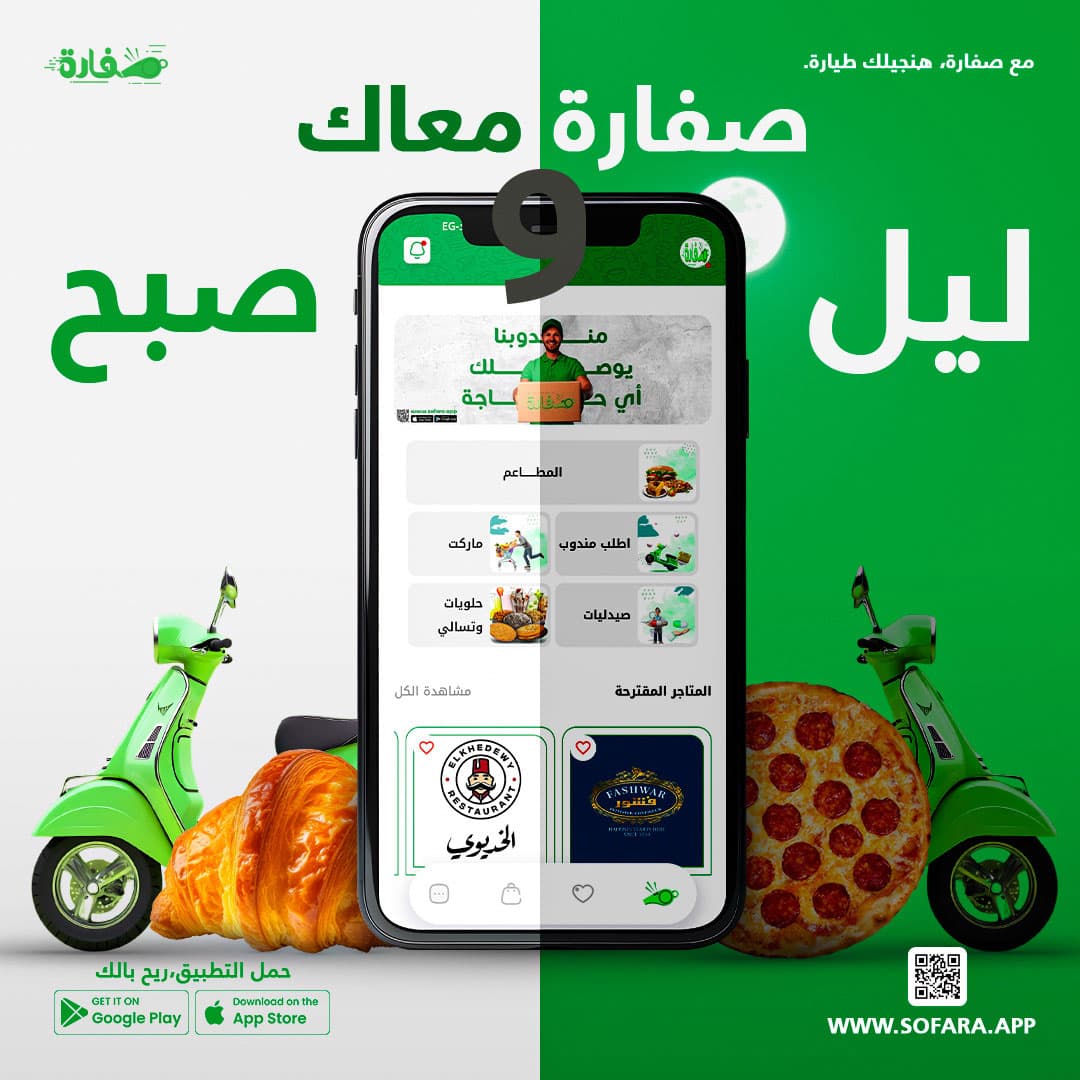 صفارة
مع صفارة، هنجيلك طيارة.
صفارة معاك
ليل
و
صبح
صفارة
مندوبنا
يوصلك
أي حاجة
صفارة
المطاعم
اطلب مندوب
ماركت
صيدليات
حلويات
وتسالي
المتاجر المقترحة
مشاهدة الكل
FASHWAR
فشور
ELKHEDEWY
RESTAURANT
الخديوي
حمل التطبيق،ريح بالك
GET IT ON
Google Play
Download on the
App Store
WWW.SOFARA.APP